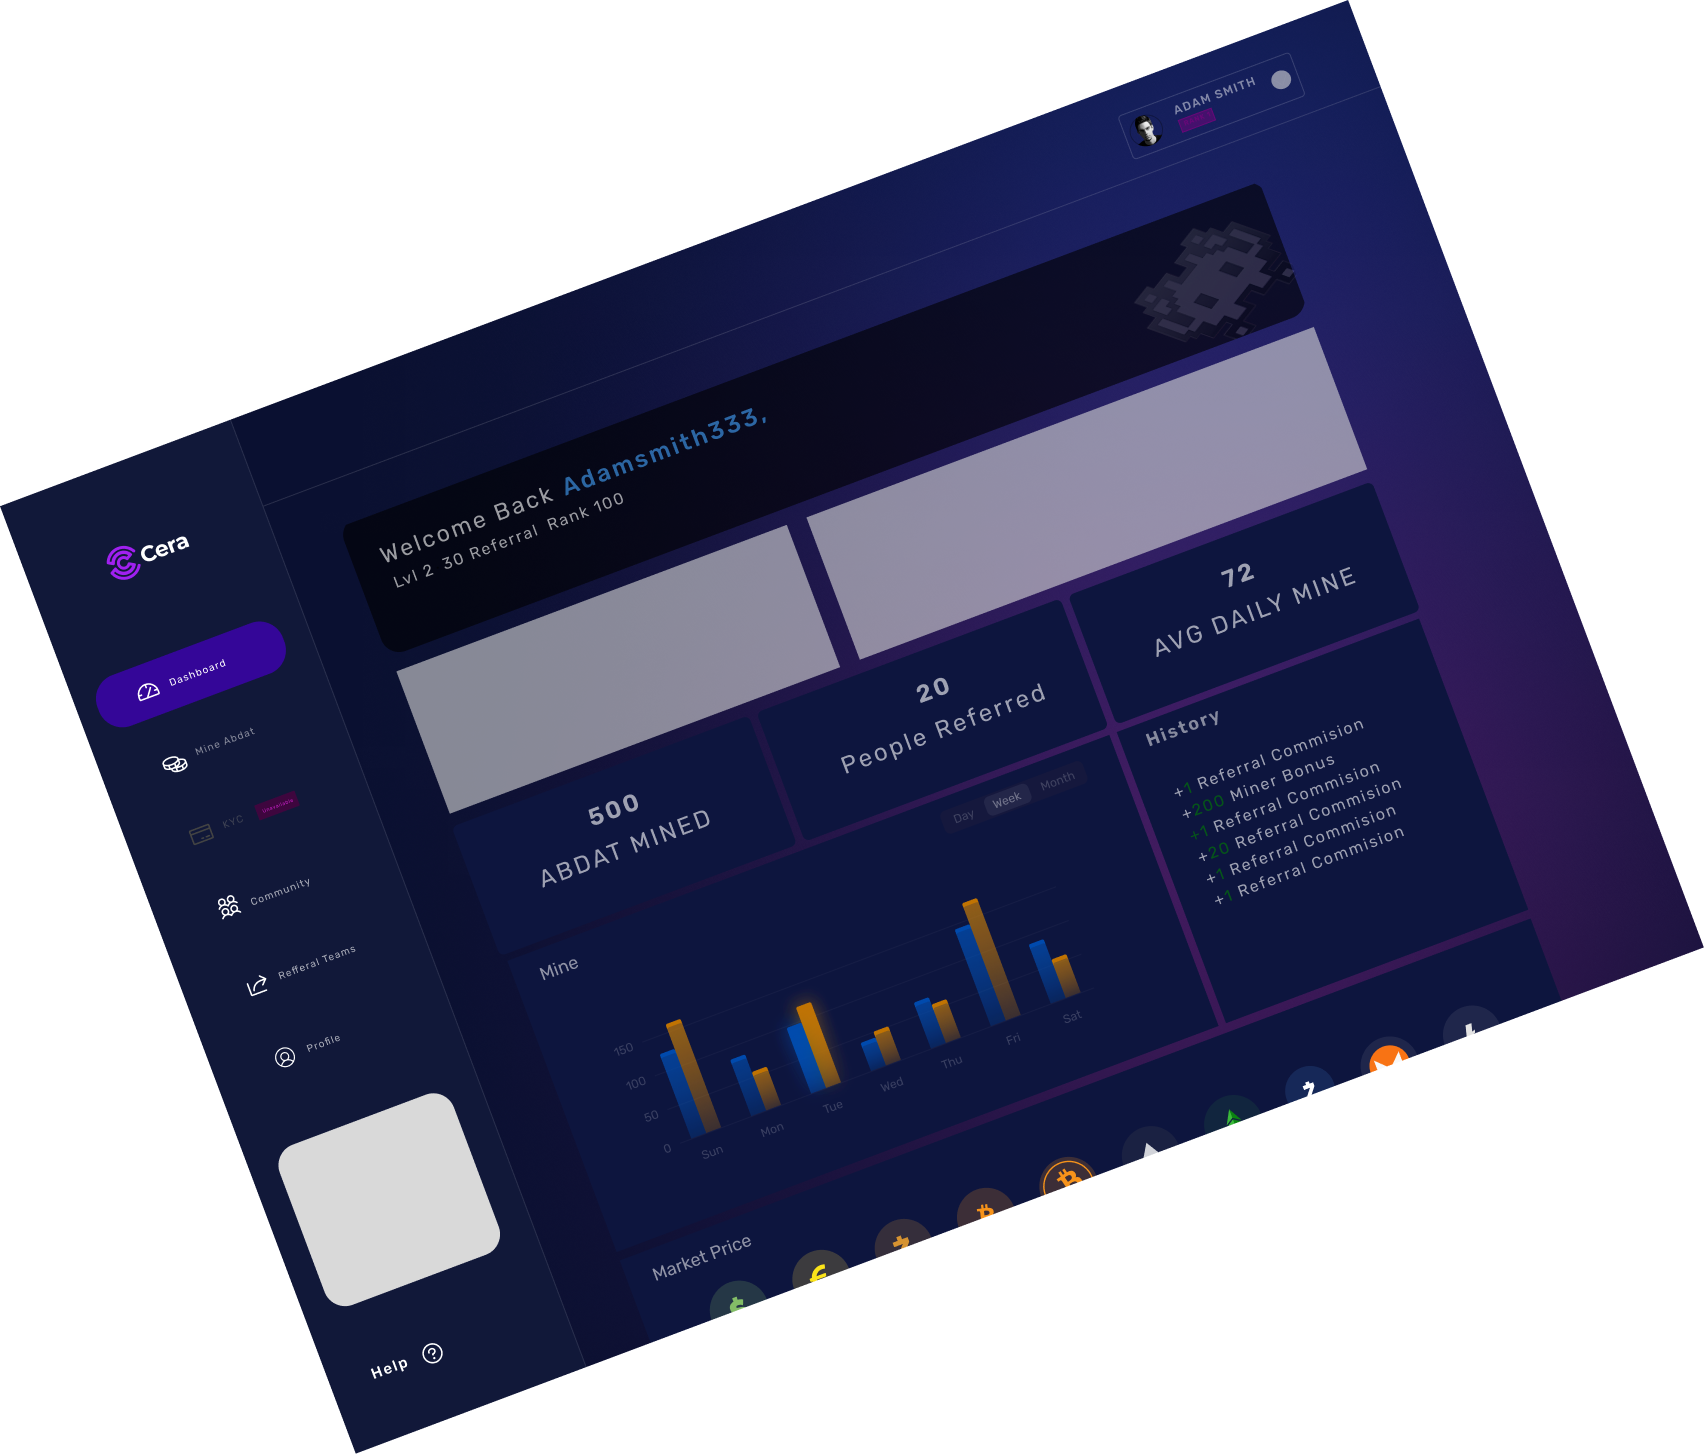 ADAM SMITH
Welcome Back Adamsmith333,
Lvl 2 30 Referral Rank 100
Cera
Dashboard
Mine Abdat
KYC Unavailable
Community
Refferal Teams
Profile
Help
500
ABDAT MINED
20
People Referred
72
AVG DAILY MINE
Mine
Day Week Month
150
100
50
0
Sun Mon Tue Wed Thu Fri Sat
History
+1 Referral Commision
+200 Miner Bonus
+1 Referral Commision
+20 Referral Commision
+1 Referral Commision
+1 Referral Commision
Market Price